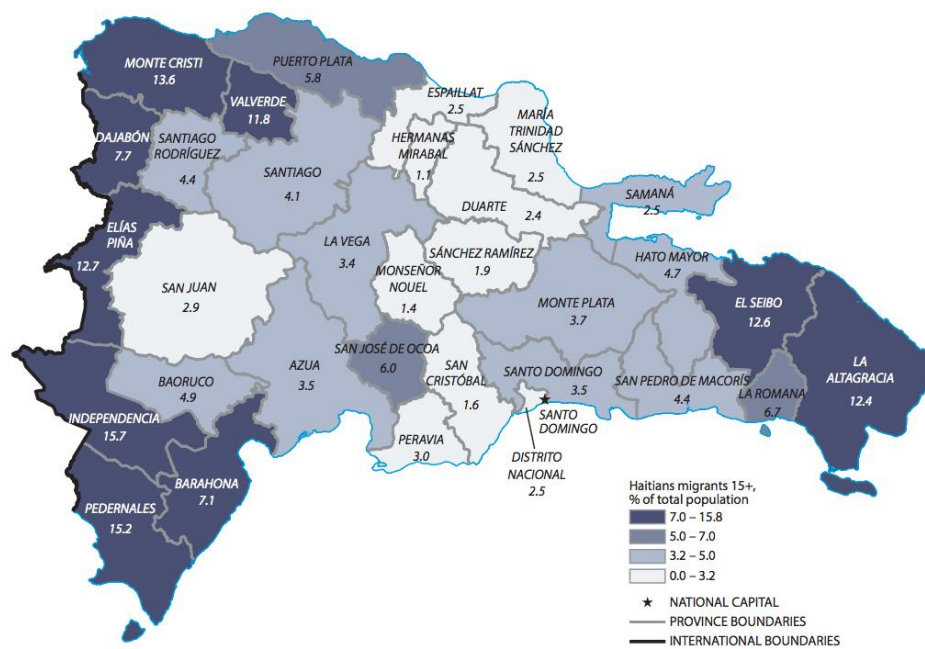 MONTE CRISTI
13.6
PUERTO PLATA
5.8
VALVERDE
11.8
ESPAILLAT
2.5
MARÍA
TRINIDAD
SÁNCHEZ
2.5
DAJABÓN
7.7
SANTIAGO
RODRÍGUEZ
4.4
HERMANAS
MIRABAL
1.1
SANTIAGO
4.1
DUARTE
2.4
SAMANÁ
2.5
ELÍAS
PIÑA
12.7
LA VEGA
3.4
SÁNCHEZ RAMÍREZ
1.9
HATO MAYOR
4.7
SAN JUAN
2.9
MONSEÑOR
NOUEL
1.4
MONTE PLATA
3.7
EL SEIBO
12.6
LA
ALTAGRACIA
12.4
SAN JOSÉ DE OCOA
6.0
AZUA
3.5
SAN
CRISTÓBAL
1.6
SANTO DOMINGO
3.5
SAN PEDRO DE MACORÍS
4.4
LA ROMANA
6.7
BAORUCO
4.9
INDEPENDENCIA
15.7
PERAVIA
3.0
SANTO
DOMINGO
DISTRITO
NACIONAL
2.5
BARAHONA
7.1
PEDERNALES
15.2
Haitians migrants 15+,
% of total population
7.0 – 15.8
5.0 – 7.0
3.2 – 5.0
0.0 – 3.2
NATIONAL CAPITAL
PROVINCE BOUNDARIES
INTERNATIONAL BOUNDARIES